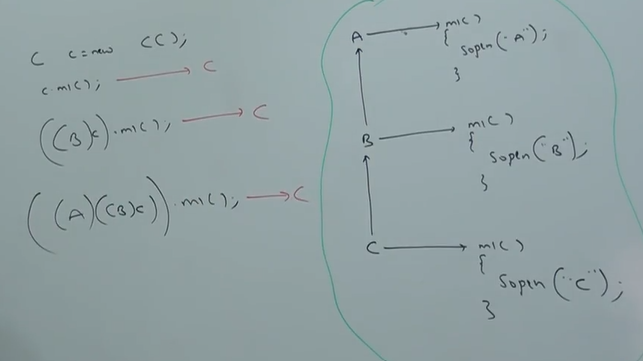 C c=new C();
c.m1(); → C
((B)c).m1(); → C
((A)((B)c)).m1(); → C
A → m1()
{
sopln("A");
}
B → m1()
{
sopln("B");
}
C → m1()
{
sopln("C");
}